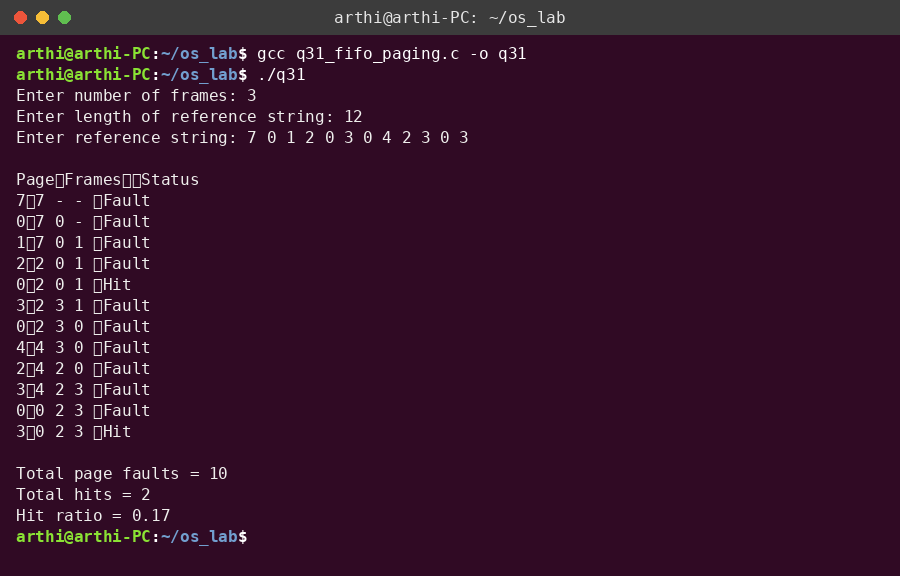 arthi@arthi-PC: ~/os_lab
arthi@arthi-PC:~/os_lab$ gcc q31_fifo_paging.c -o q31
arthi@arthi-PC:~/os_lab$ ./q31
Enter number of frames: 3
Enter length of reference string: 12
Enter reference string: 7 0 1 2 0 3 0 4 2 3 0 3
Page▯Frames▯▯Status
7▯7 - - ▯Fault
0▯7 0 - ▯Fault
1▯7 0 1 ▯Fault
2▯2 0 1 ▯Fault
0▯2 0 1 ▯Hit
3▯2 3 1 ▯Fault
0▯2 3 0 ▯Fault
4▯4 3 0 ▯Fault
2▯4 2 0 ▯Fault
3▯4 2 3 ▯Fault
0▯0 2 3 ▯Fault
3▯0 2 3 ▯Hit
Total page faults = 10
Total hits = 2
Hit ratio = 0.17
arthi@arthi-PC:~/os_lab$